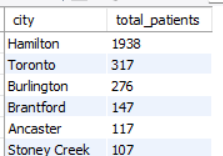 city total_patients
Hamilton 1938
Toronto 317
Burlington 276
Brantford 147
Ancaster 117
Stoney Creek 107